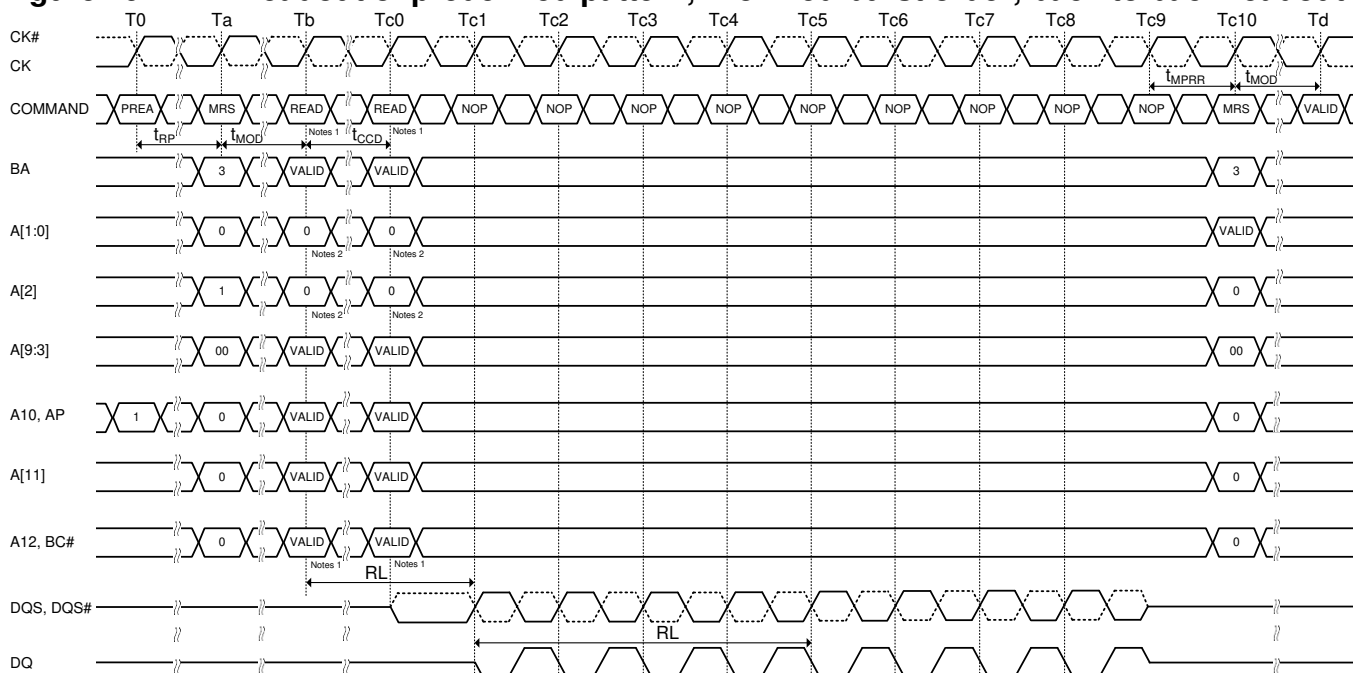 T0 Ta Tb Tc0 Tc1 Tc2 Tc3 Tc4 Tc5 Tc6 Tc7 Tc8 Tc9 Tc10 Td
CK#
CK
tMPRR tMOD
COMMAND PREA MRS READ READ NOP NOP NOP NOP NOP NOP NOP NOP NOP MRS VALID
Notes 1 Notes 1
tRP tMOD tCCD
BA 3 VALID VALID 3
A[1:0] 0 0 0 VALID
Notes 2 Notes 2
A[2] 1 0 0 0
Notes 2 Notes 2
A[9:3] 00 VALID VALID 00
A10, AP 1 0 VALID VALID 0
A[11] 0 VALID VALID 0
A12, BC# 0 VALID VALID 0
Notes 1 Notes 1
RL
DQS, DQS#
RL
DQ